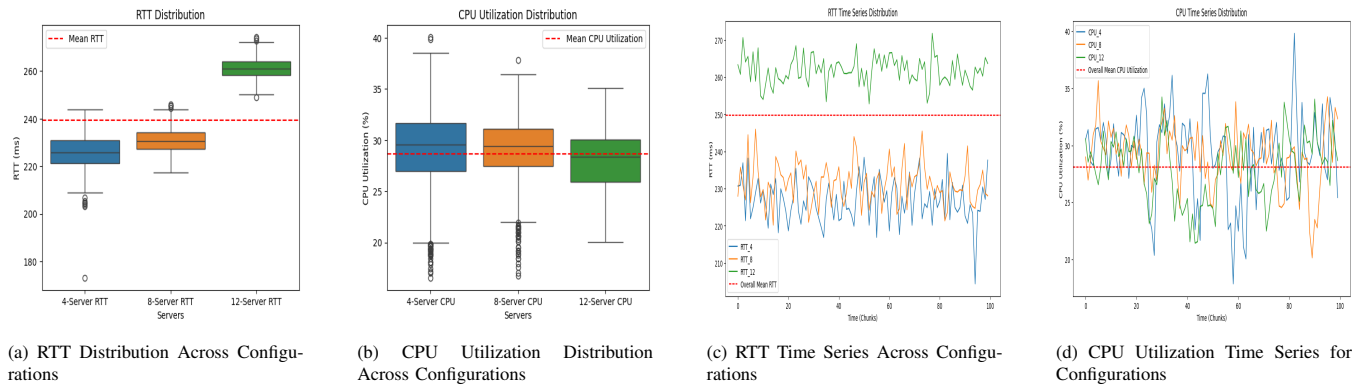 RTT Distribution
Mean RTT
RTT (ms)
260
240
220
200
180
4-Server RTT
8-Server RTT
12-Server RTT
Servers
(a) RTT Distribution Across Configu-
rations
CPU Utilization Distribution
Mean CPU Utilization
CPU Utilization (%)
40
35
30
25
20
4-Server CPU
8-Server CPU
12-Server CPU
Servers
(b) CPU Utilization Distribution
Across Configurations
RTT Time Series Distribution
RTT (ms)
270
260
250
240
230
220
210
RTT_4
RTT_8
RTT_12
Overall Mean RTT
0
20
40
60
80
100
Time (Chunks)
(c) RTT Time Series Across Configu-
rations
CPU Time Series Distribution
CPU_4
CPU_8
CPU_12
Overall Mean CPU Utilization
CPU Utilization (%)
40
35
30
25
20
0
20
40
60
80
100
Time (Chunks)
(d) CPU Utilization Time Series for
Configurations